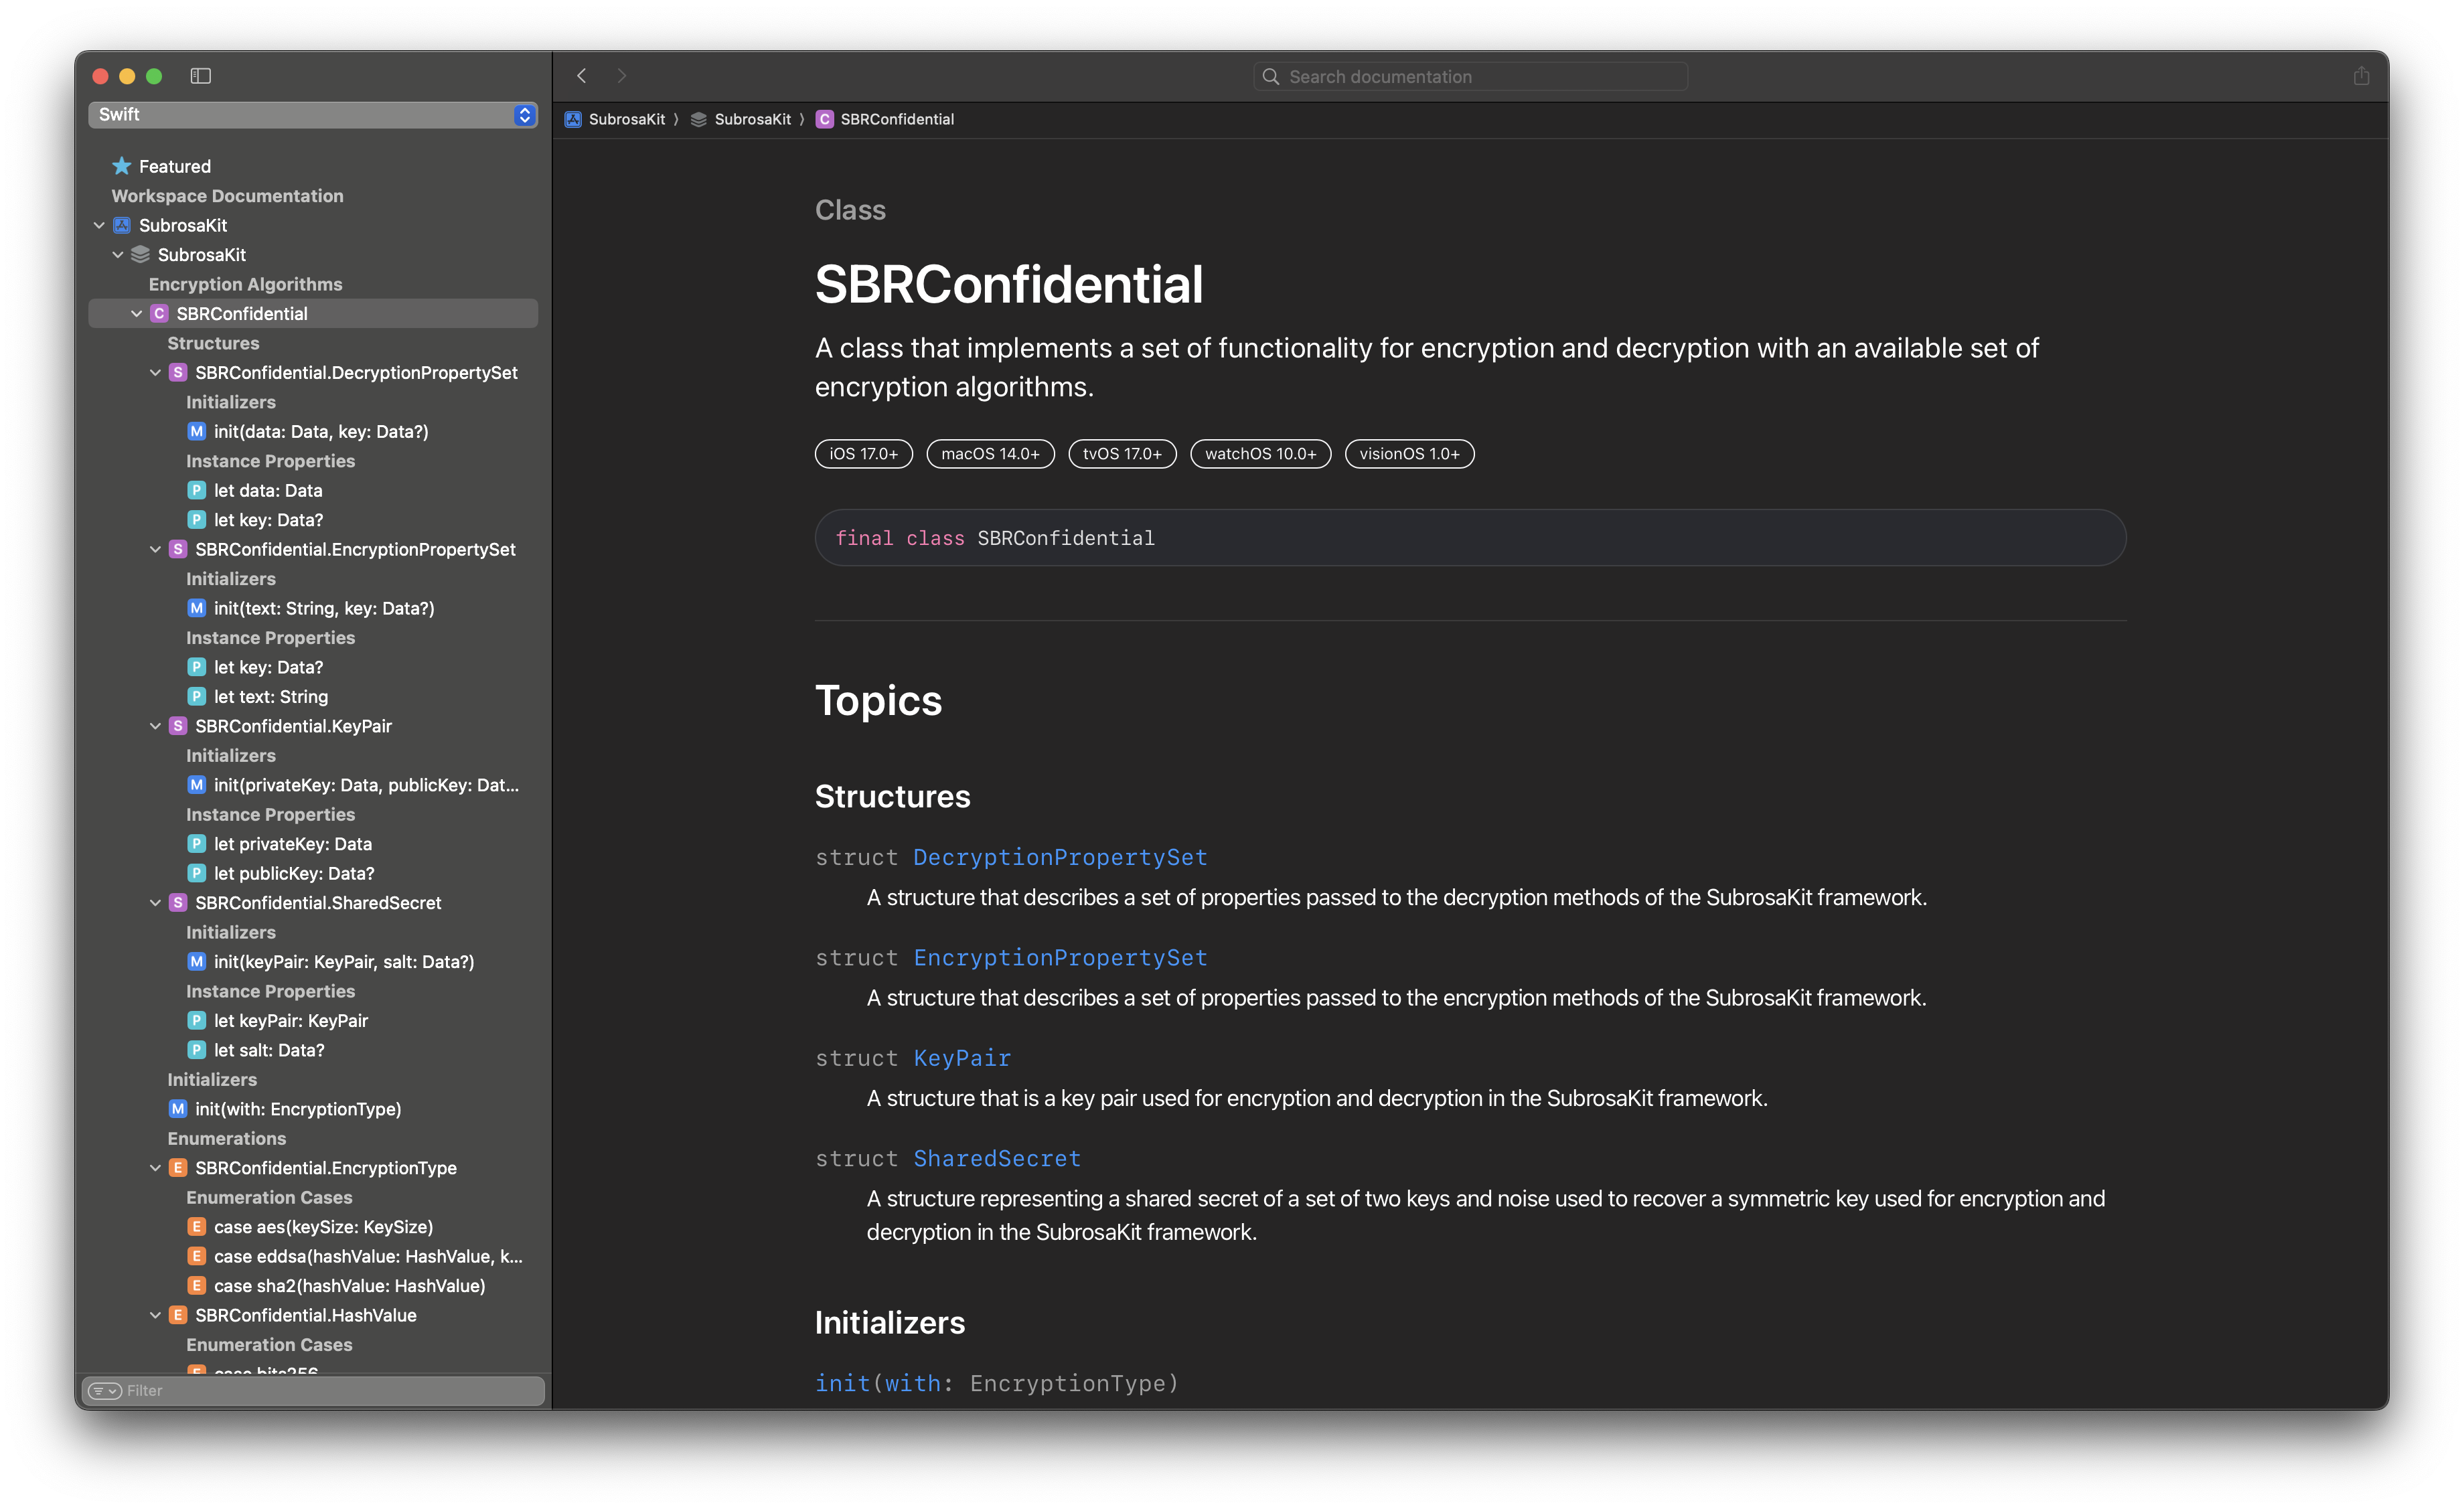 Swift
Featured
Workspace Documentation
SubrosaKit
SubrosaKit
Encryption Algorithms
C SBRConfidential
Structures
S SBRConfidential.DecryptionPropertySet
Initializers
M init(data: Data, key: Data?)
Instance Properties
P let data: Data
P let key: Data?
S SBRConfidential.EncryptionPropertySet
Initializers
M init(text: String, key: Data?)
Instance Properties
P let key: Data?
P let text: String
S SBRConfidential.KeyPair
Initializers
M init(privateKey: Data, publicKey: Dat...
Instance Properties
P let privateKey: Data
P let publicKey: Data?
S SBRConfidential.SharedSecret
Initializers
M init(keyPair: KeyPair, salt: Data?)
Instance Properties
P let keyPair: KeyPair
P let salt: Data?
Initializers
M init(with: EncryptionType)
Enumerations
E SBRConfidential.EncryptionType
Enumeration Cases
E case aes(keySize: KeySize)
E case eddsa(hashValue: HashValue, k...
E case sha2(hashValue: HashValue)
E SBRConfidential.HashValue
Enumeration Cases
E case bits256
Filter
Search documentation
SubrosaKit ⟩ SubrosaKit ⟩ C SBRConfidential
Class
SBRConfidential
A class that implements a set of functionality for encryption and decryption with an available set of
encryption algorithms.
iOS 17.0+ macOS 14.0+ tvOS 17.0+ watchOS 10.0+ visionOS 1.0+
final class SBRConfidential
Topics
Structures
struct DecryptionPropertySet
A structure that describes a set of properties passed to the decryption methods of the SubrosaKit framework.
struct EncryptionPropertySet
A structure that describes a set of properties passed to the encryption methods of the SubrosaKit framework.
struct KeyPair
A structure that is a key pair used for encryption and decryption in the SubrosaKit framework.
struct SharedSecret
A structure representing a shared secret of a set of two keys and noise used to recover a symmetric key used for encryption and
decryption in the SubrosaKit framework.
Initializers
init(with: EncryptionType)